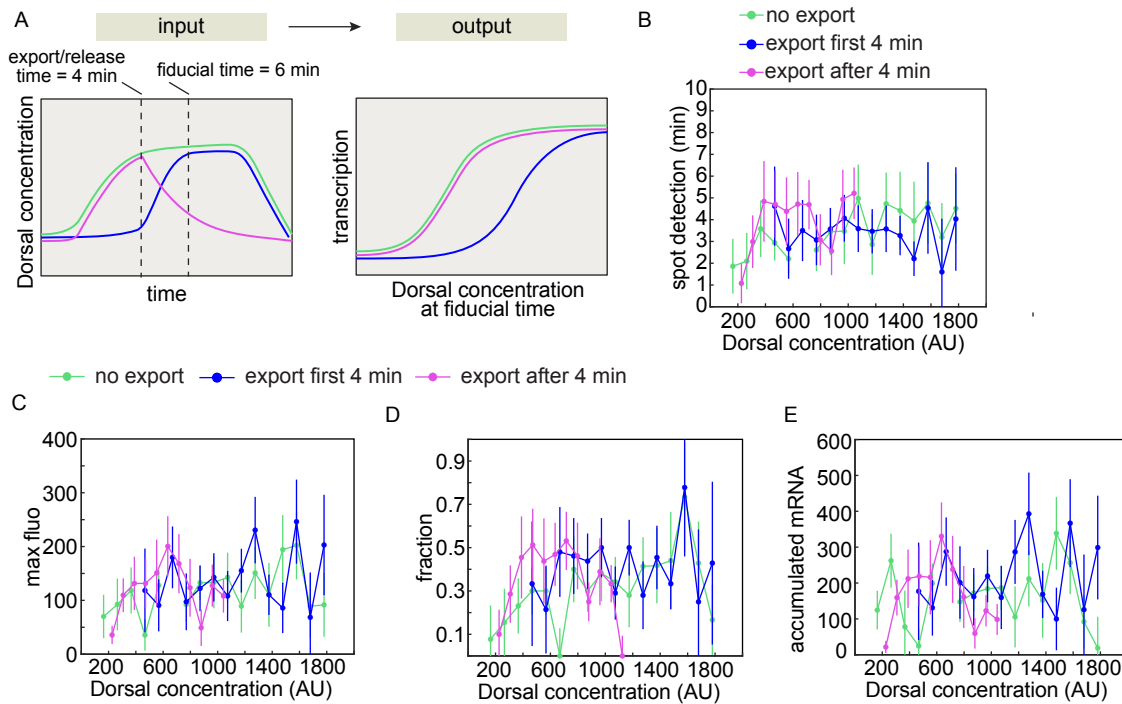 A
input
output
export/release
time = 4 min
fiducial time = 6 min
Dorsal concentration
time
transcription
Dorsal concentration
at fiducial time
B
no export
export first 4 min
export after 4 min
10
9
8
7
6
5
4
3
2
1
0
spot detection (min)
200 600 1000 1400 1800
Dorsal concentration (AU)
no export export first 4 min export after 4 min
C
400
300
200
100
0
max fluo
200 600 1000 1400 1800
Dorsal concentration (AU)
D
0.9
0.7
0.5
0.3
0.1
fraction
200 600 1000 1400 1800
Dorsal concentration (AU)
E
600
500
400
300
200
100
0
accumulated mRNA
200 600 1000 1400 1800
Dorsal concentration (AU)